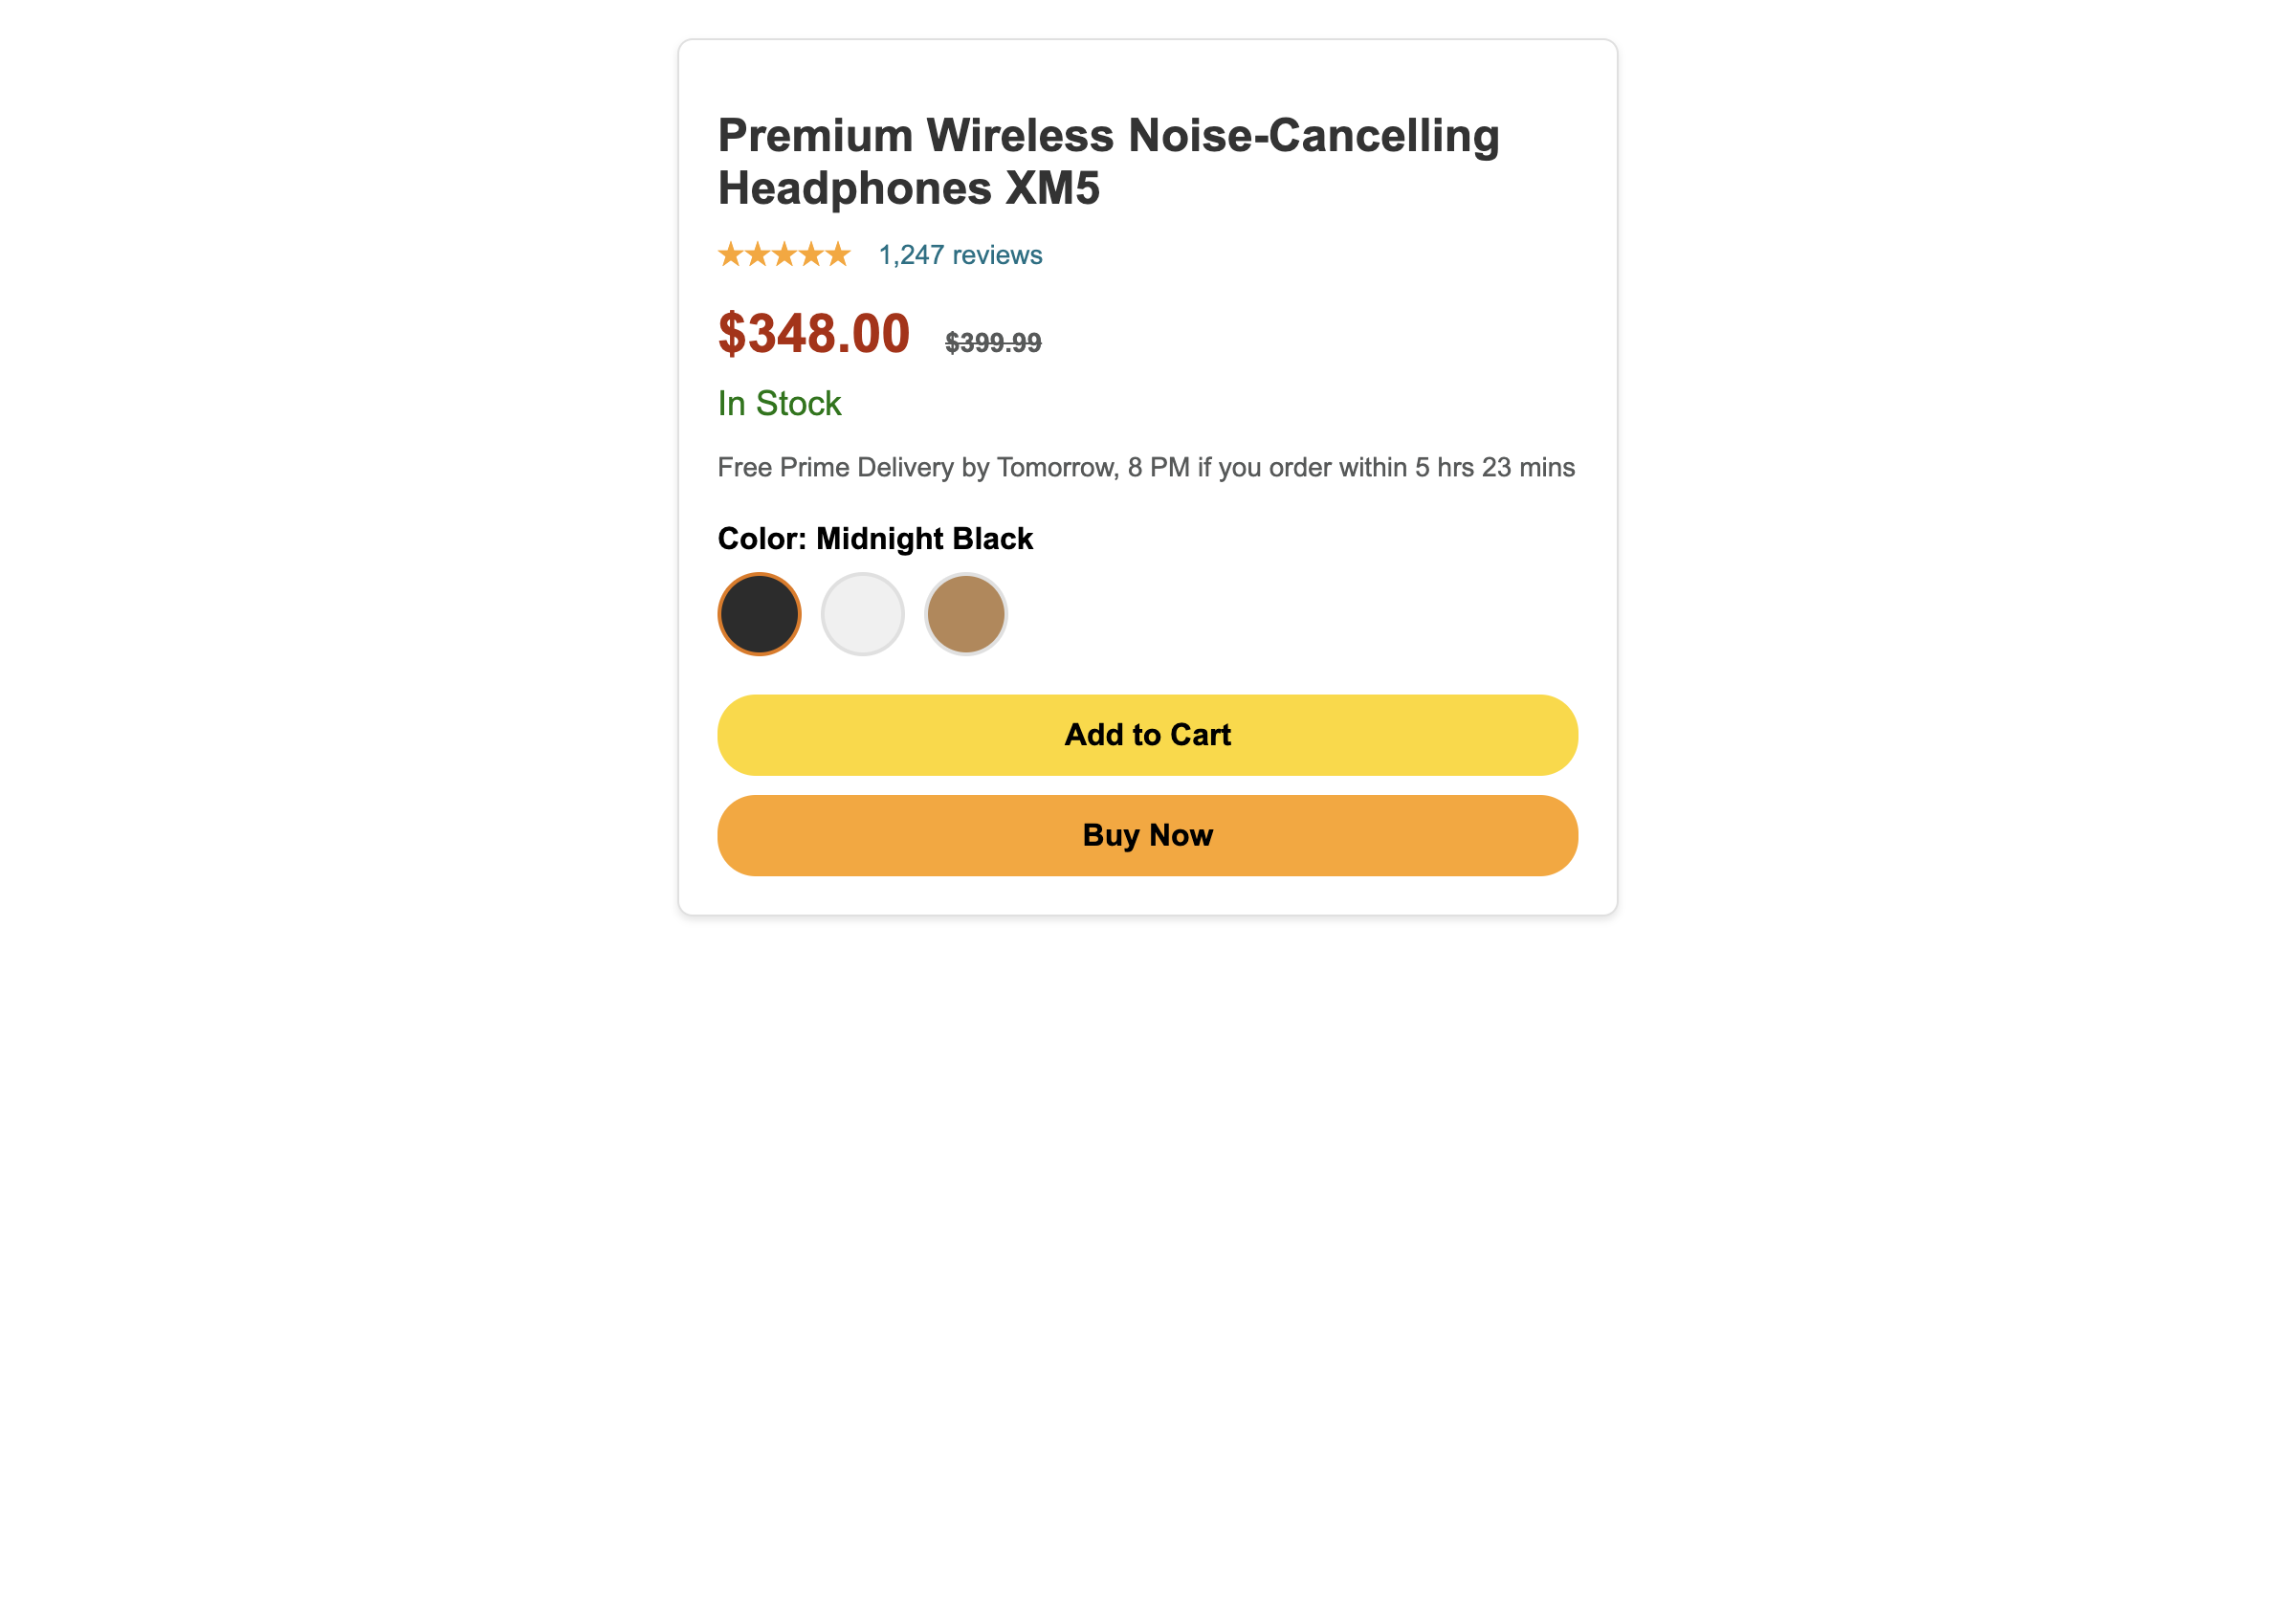 Premium Wireless Noise-Cancelling
Headphones XM5
★★★★★ 1,247 reviews
$348.00 $399.99
In Stock
Free Prime Delivery by Tomorrow, 8 PM if you order within 5 hrs 23 mins
Color: Midnight Black
Add to Cart
Buy Now